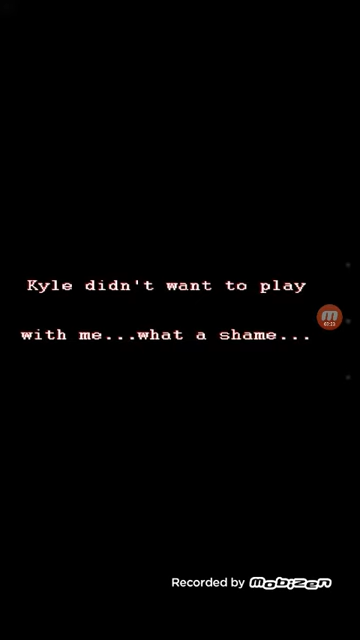 Kyle didn't want to play
with me...what a shame...
Recorded by mobizen